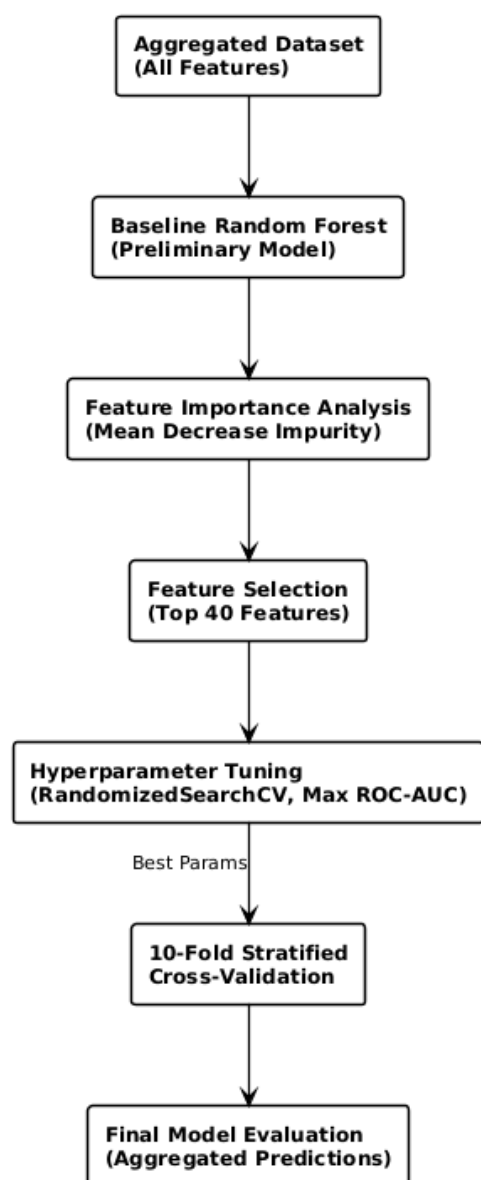 Aggregated Dataset
(All Features)
Baseline Random Forest
(Preliminary Model)
Feature Importance Analysis
(Mean Decrease Impurity)
Feature Selection
(Top 40 Features)
Hyperparameter Tuning
(RandomizedSearchCV, Max ROC-AUC)
Best Params
10-Fold Stratified
Cross-Validation
Final Model Evaluation
(Aggregated Predictions)